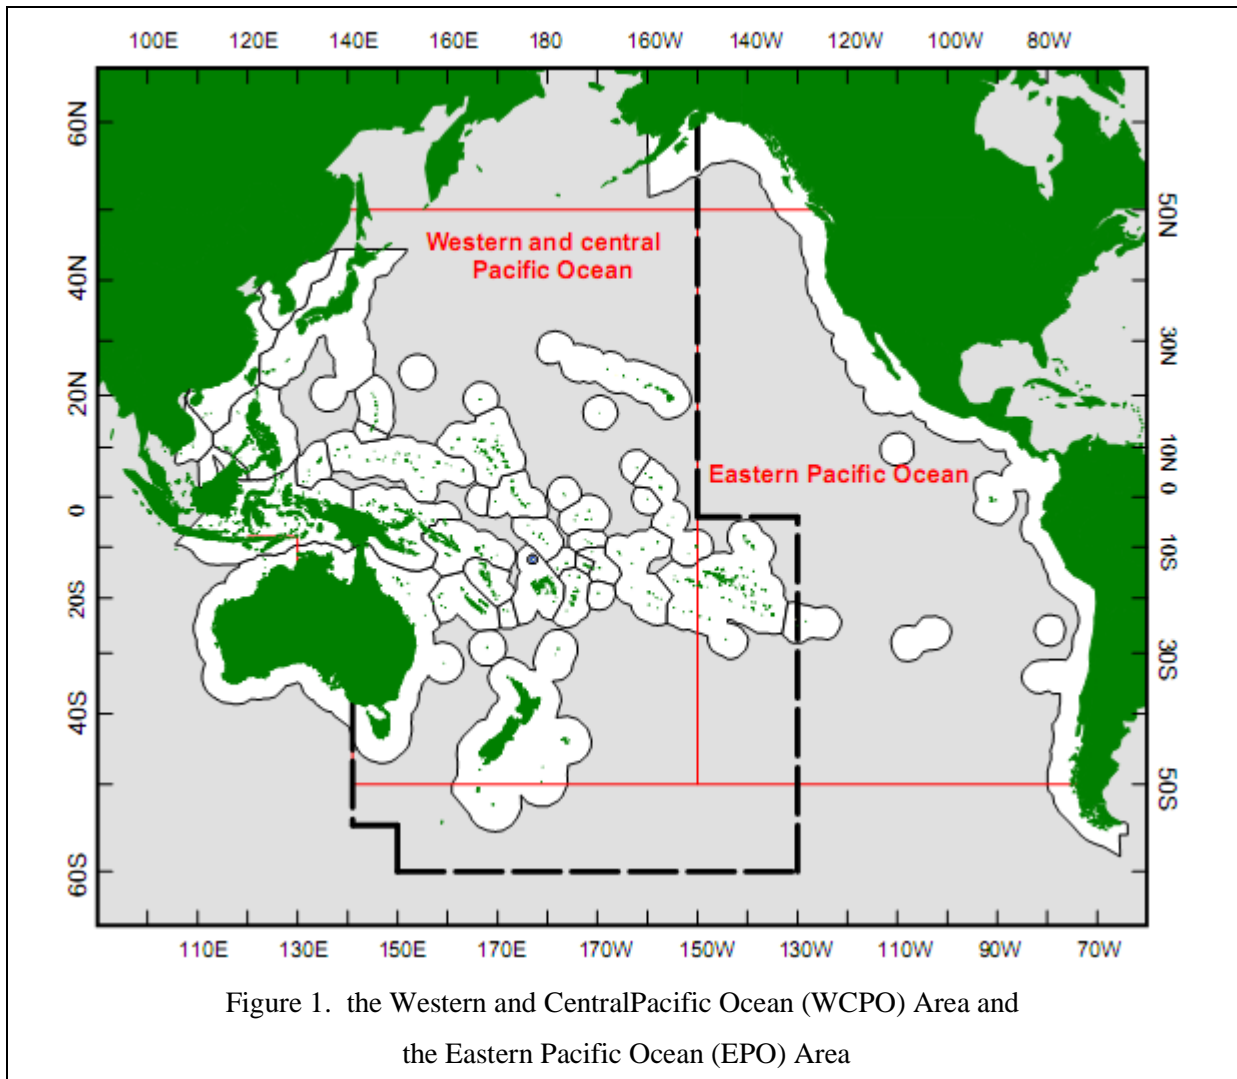 100E 120E 140E 160E 180 160W 140W 120W 100W 80W
60N
50N
Western and central
Pacific Ocean
40N
30N
20N
10N
Eastern Pacific Ocean
0
0
10S
20S
30S
40S
50S
60S
110E 130E 150E 170E 170W 150W 130W 110W 90W 70W
Figure 1. the Western and CentralPacific Ocean (WCPO) Area and
the Eastern Pacific Ocean (EPO) Area